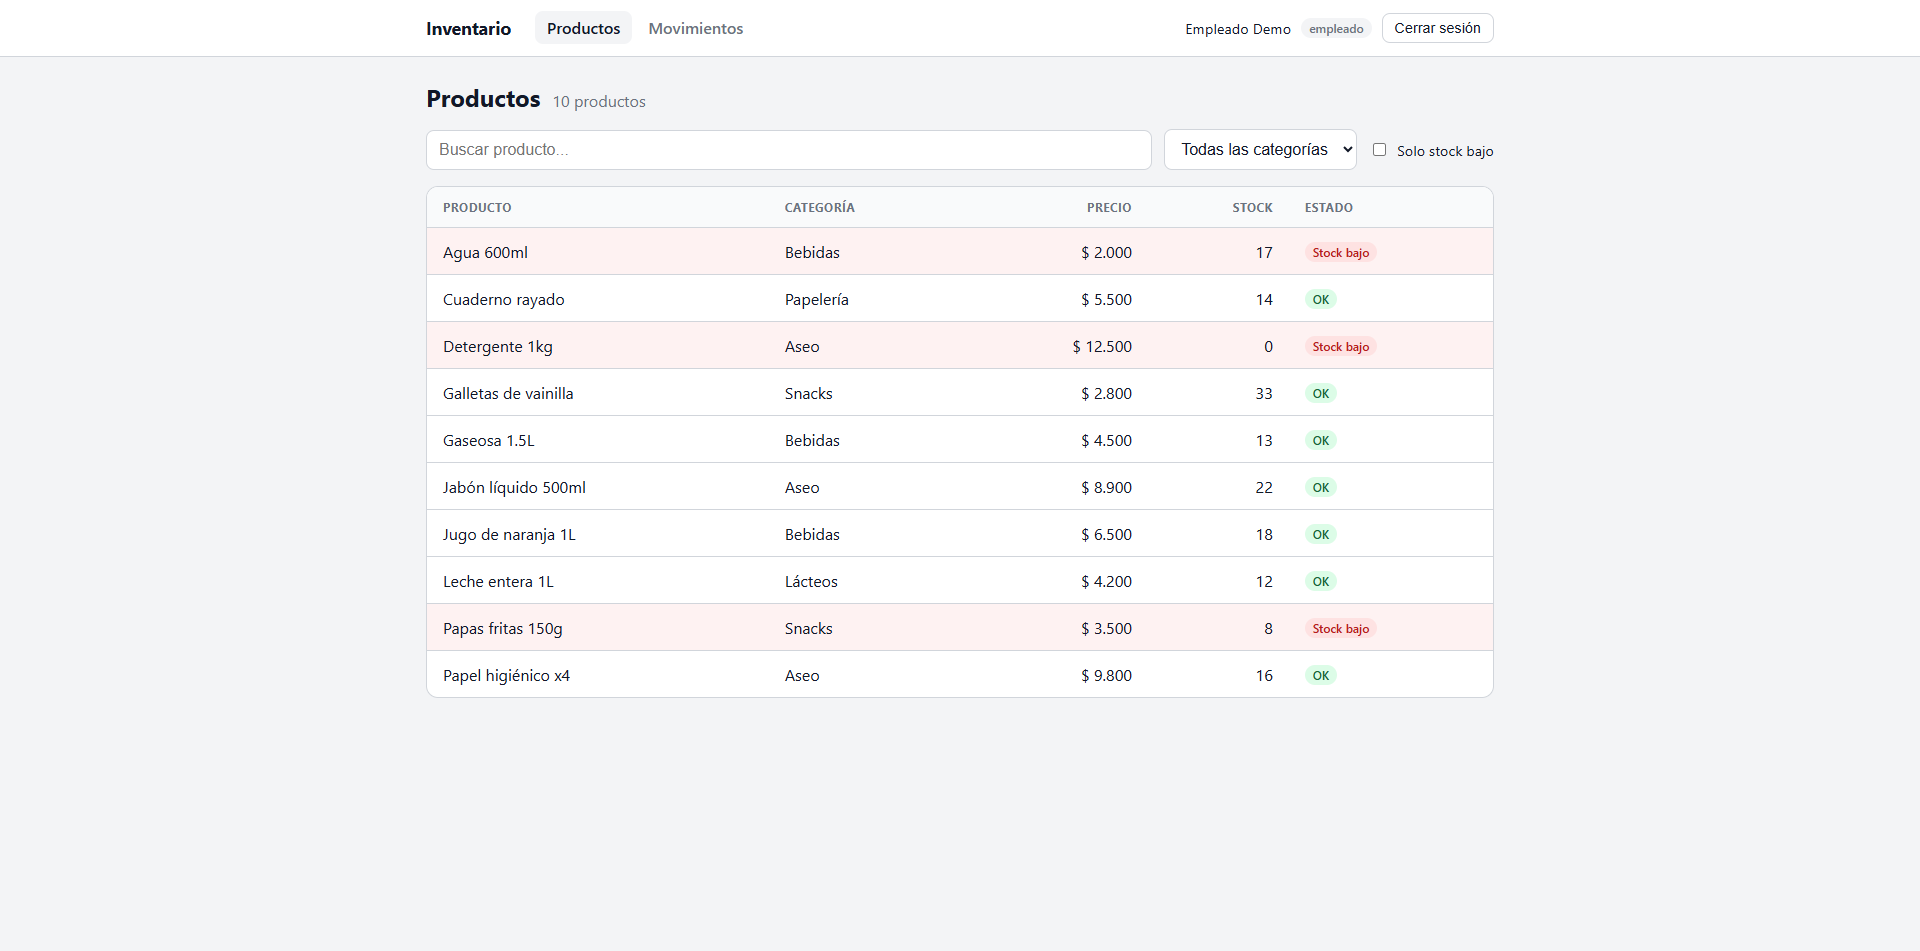 Inventario Productos Movimientos Empleado Demo empleado Cerrar sesión
Productos 10 productos
Buscar producto... Todas las categorías Solo stock bajo
PRODUCTO CATEGORÍA PRECIO STOCK ESTADO
Agua 600ml Bebidas $ 2.000 17 Stock bajo
Cuaderno rayado Papelería $ 5.500 14 OK
Detergente 1kg Aseo $ 12.500 0 Stock bajo
Galletas de vainilla Snacks $ 2.800 33 OK
Gaseosa 1.5L Bebidas $ 4.500 13 OK
Jabón líquido 500ml Aseo $ 8.900 22 OK
Jugo de naranja 1L Bebidas $ 6.500 18 OK
Leche entera 1L Lácteos $ 4.200 12 OK
Papas fritas 150g Snacks $ 3.500 8 Stock bajo
Papel higiénico x4 Aseo $ 9.800 16 OK